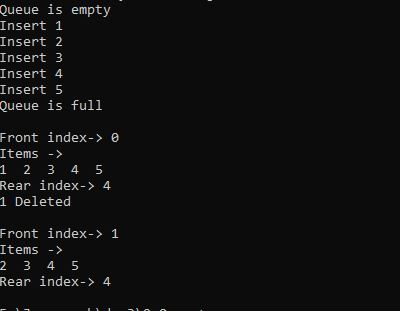 Queue is empty
Insert 1
Insert 2
Insert 3
Insert 4
Insert 5
Queue is full
Front index-> 0
Items ->
1 2 3 4 5
Rear index-> 4
1 Deleted
Front index-> 1
Items ->
2 3 4 5
Rear index-> 4